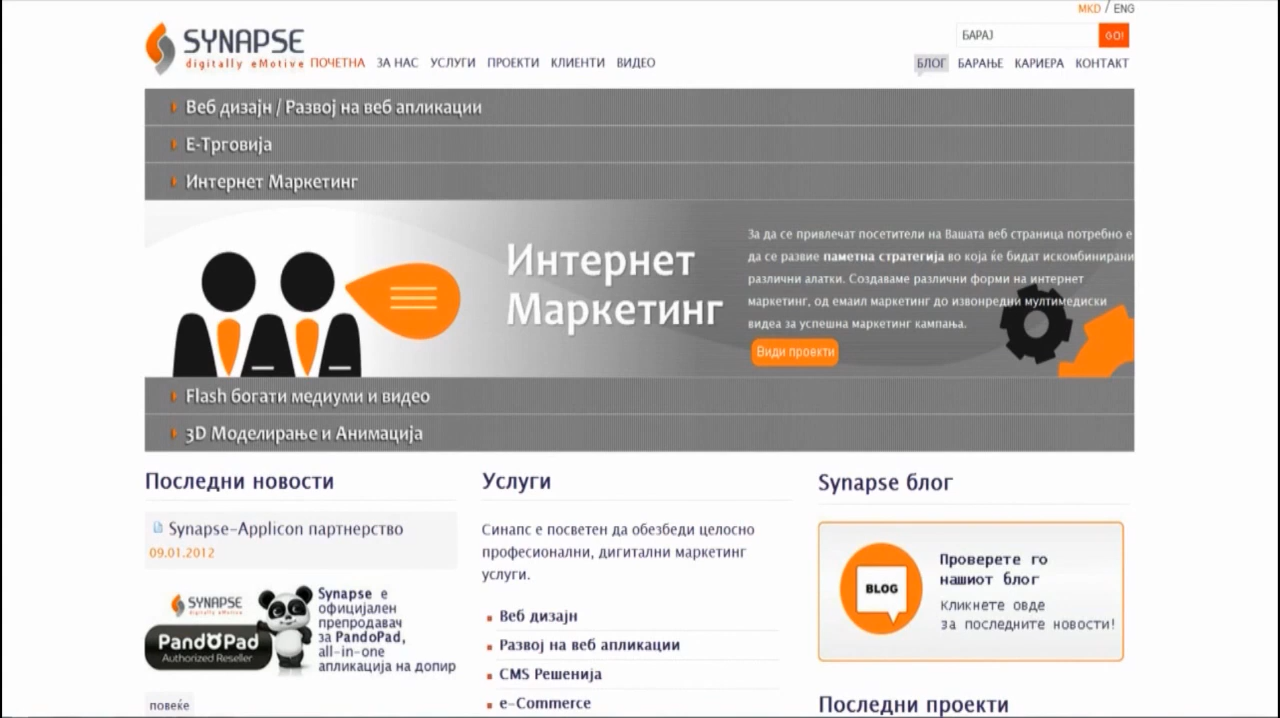 MKD / ENG
SYNAPSE
digitally eMotive
БАРАЈ
GO!
ПОЧЕТНА ЗА НАС УСЛУГИ ПРОЕКТИ КЛИЕНТИ ВИДЕО
БЛОГ БАРАЊЕ КАРИЕРА КОНТАКТ
Веб дизајн / Развој на веб апликации
Е-Трговија
Интернет Маркетинг
Интернет
Маркетинг
За да се привлечат посетители на Вашата веб страница потребно е
да се развие паметна стратегија во која ќе бидат искомбинирани
различни алатки. Создаваме различни форми на интернет
маркетинг, од емаил маркетинг до извонредни мултимедиски
видеа за успешна маркетинг кампања.
Види проекти
Flash богати медиуми и видео
3D Моделирање и Анимација
Последни новости
Synapse-Applicon партнерство
09.01.2012
SYNAPSE
digitally eMotive
PandoPad
Authorized Reseller
Synapse е
официјален
препродавач
за PandoPad,
all-in-one
апликација на допир
повеќе
Услуги
Синапс е посветен да обезбеди целосно
професионални, дигитални маркетинг
услуги.
Веб дизајн
Развој на веб апликации
CMS Решенија
e-Commerce
Synapse блог
BLOG
Проверете го
нашиот блог
Кликнете овде
за последните новости!
Последни проекти